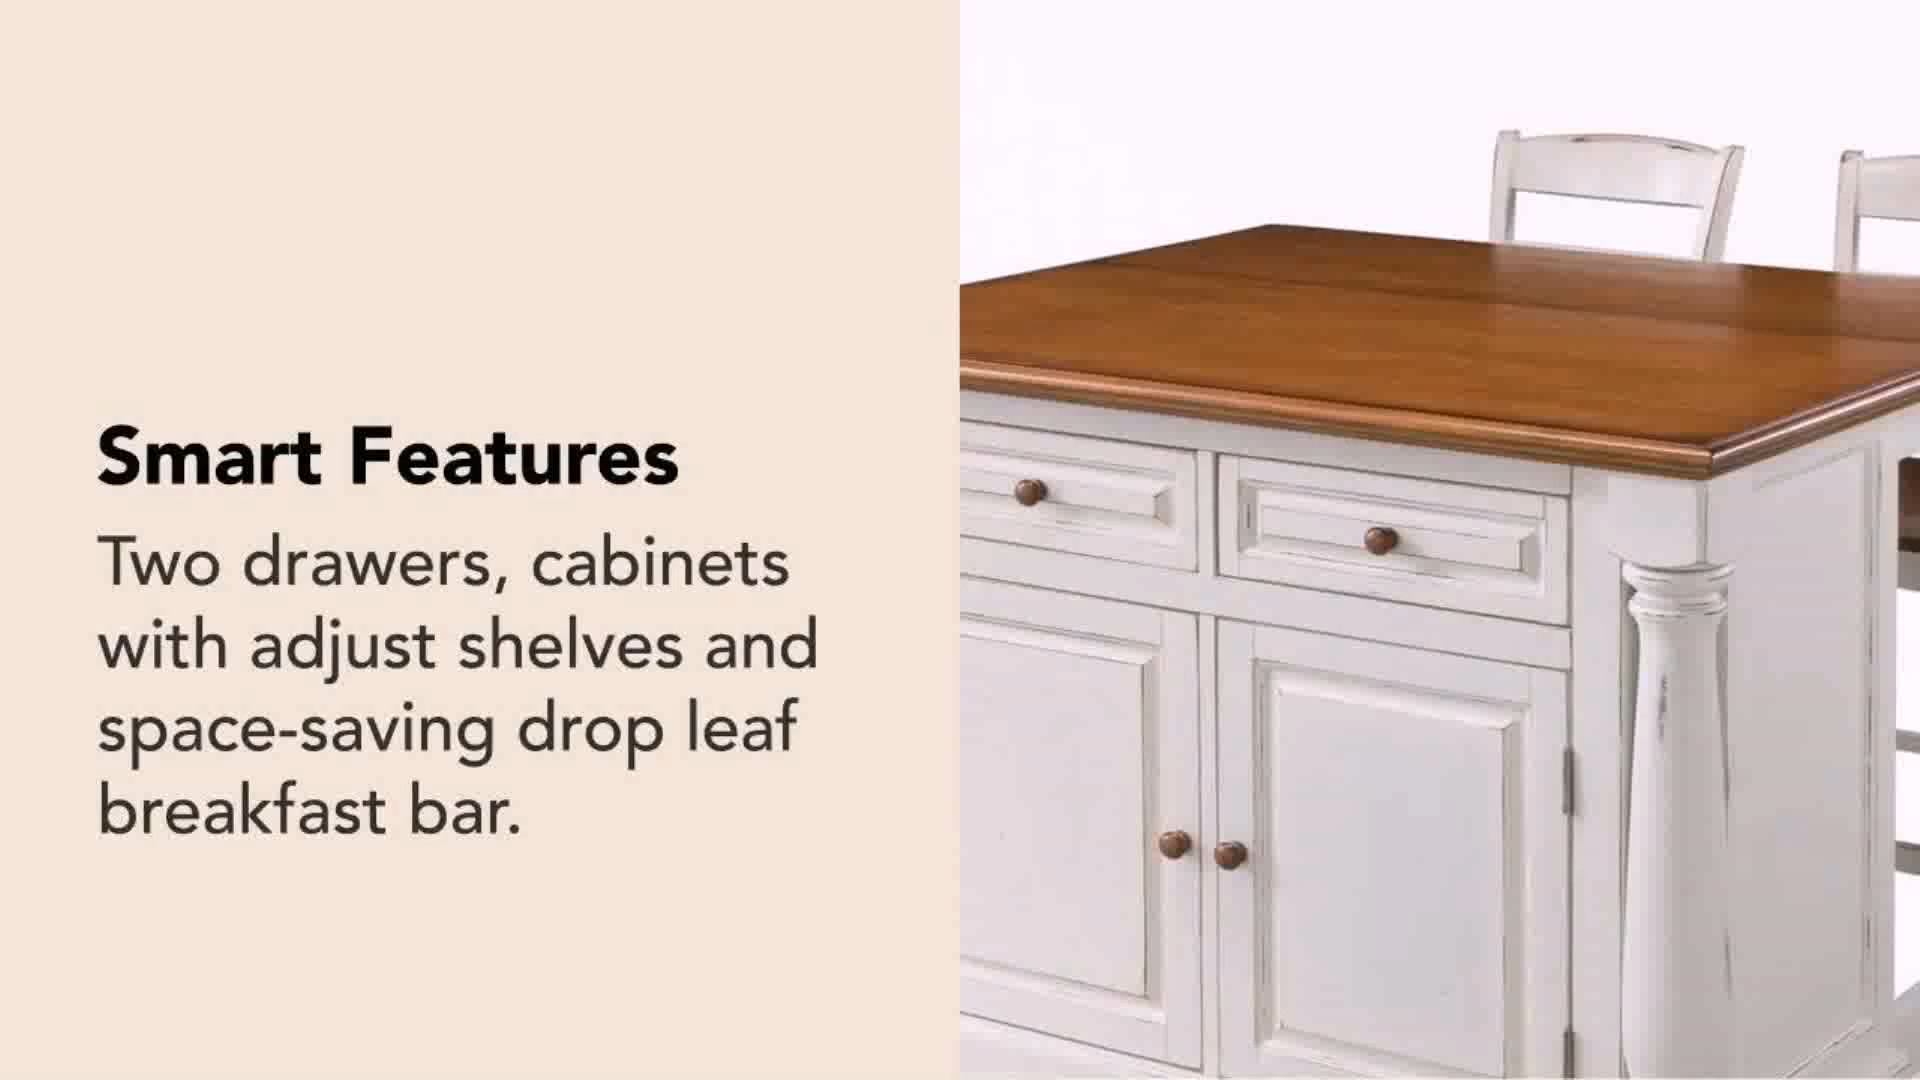 Smart Features
Two drawers, cabinets
with adjust shelves and
space-saving drop leaf
breakfast bar.